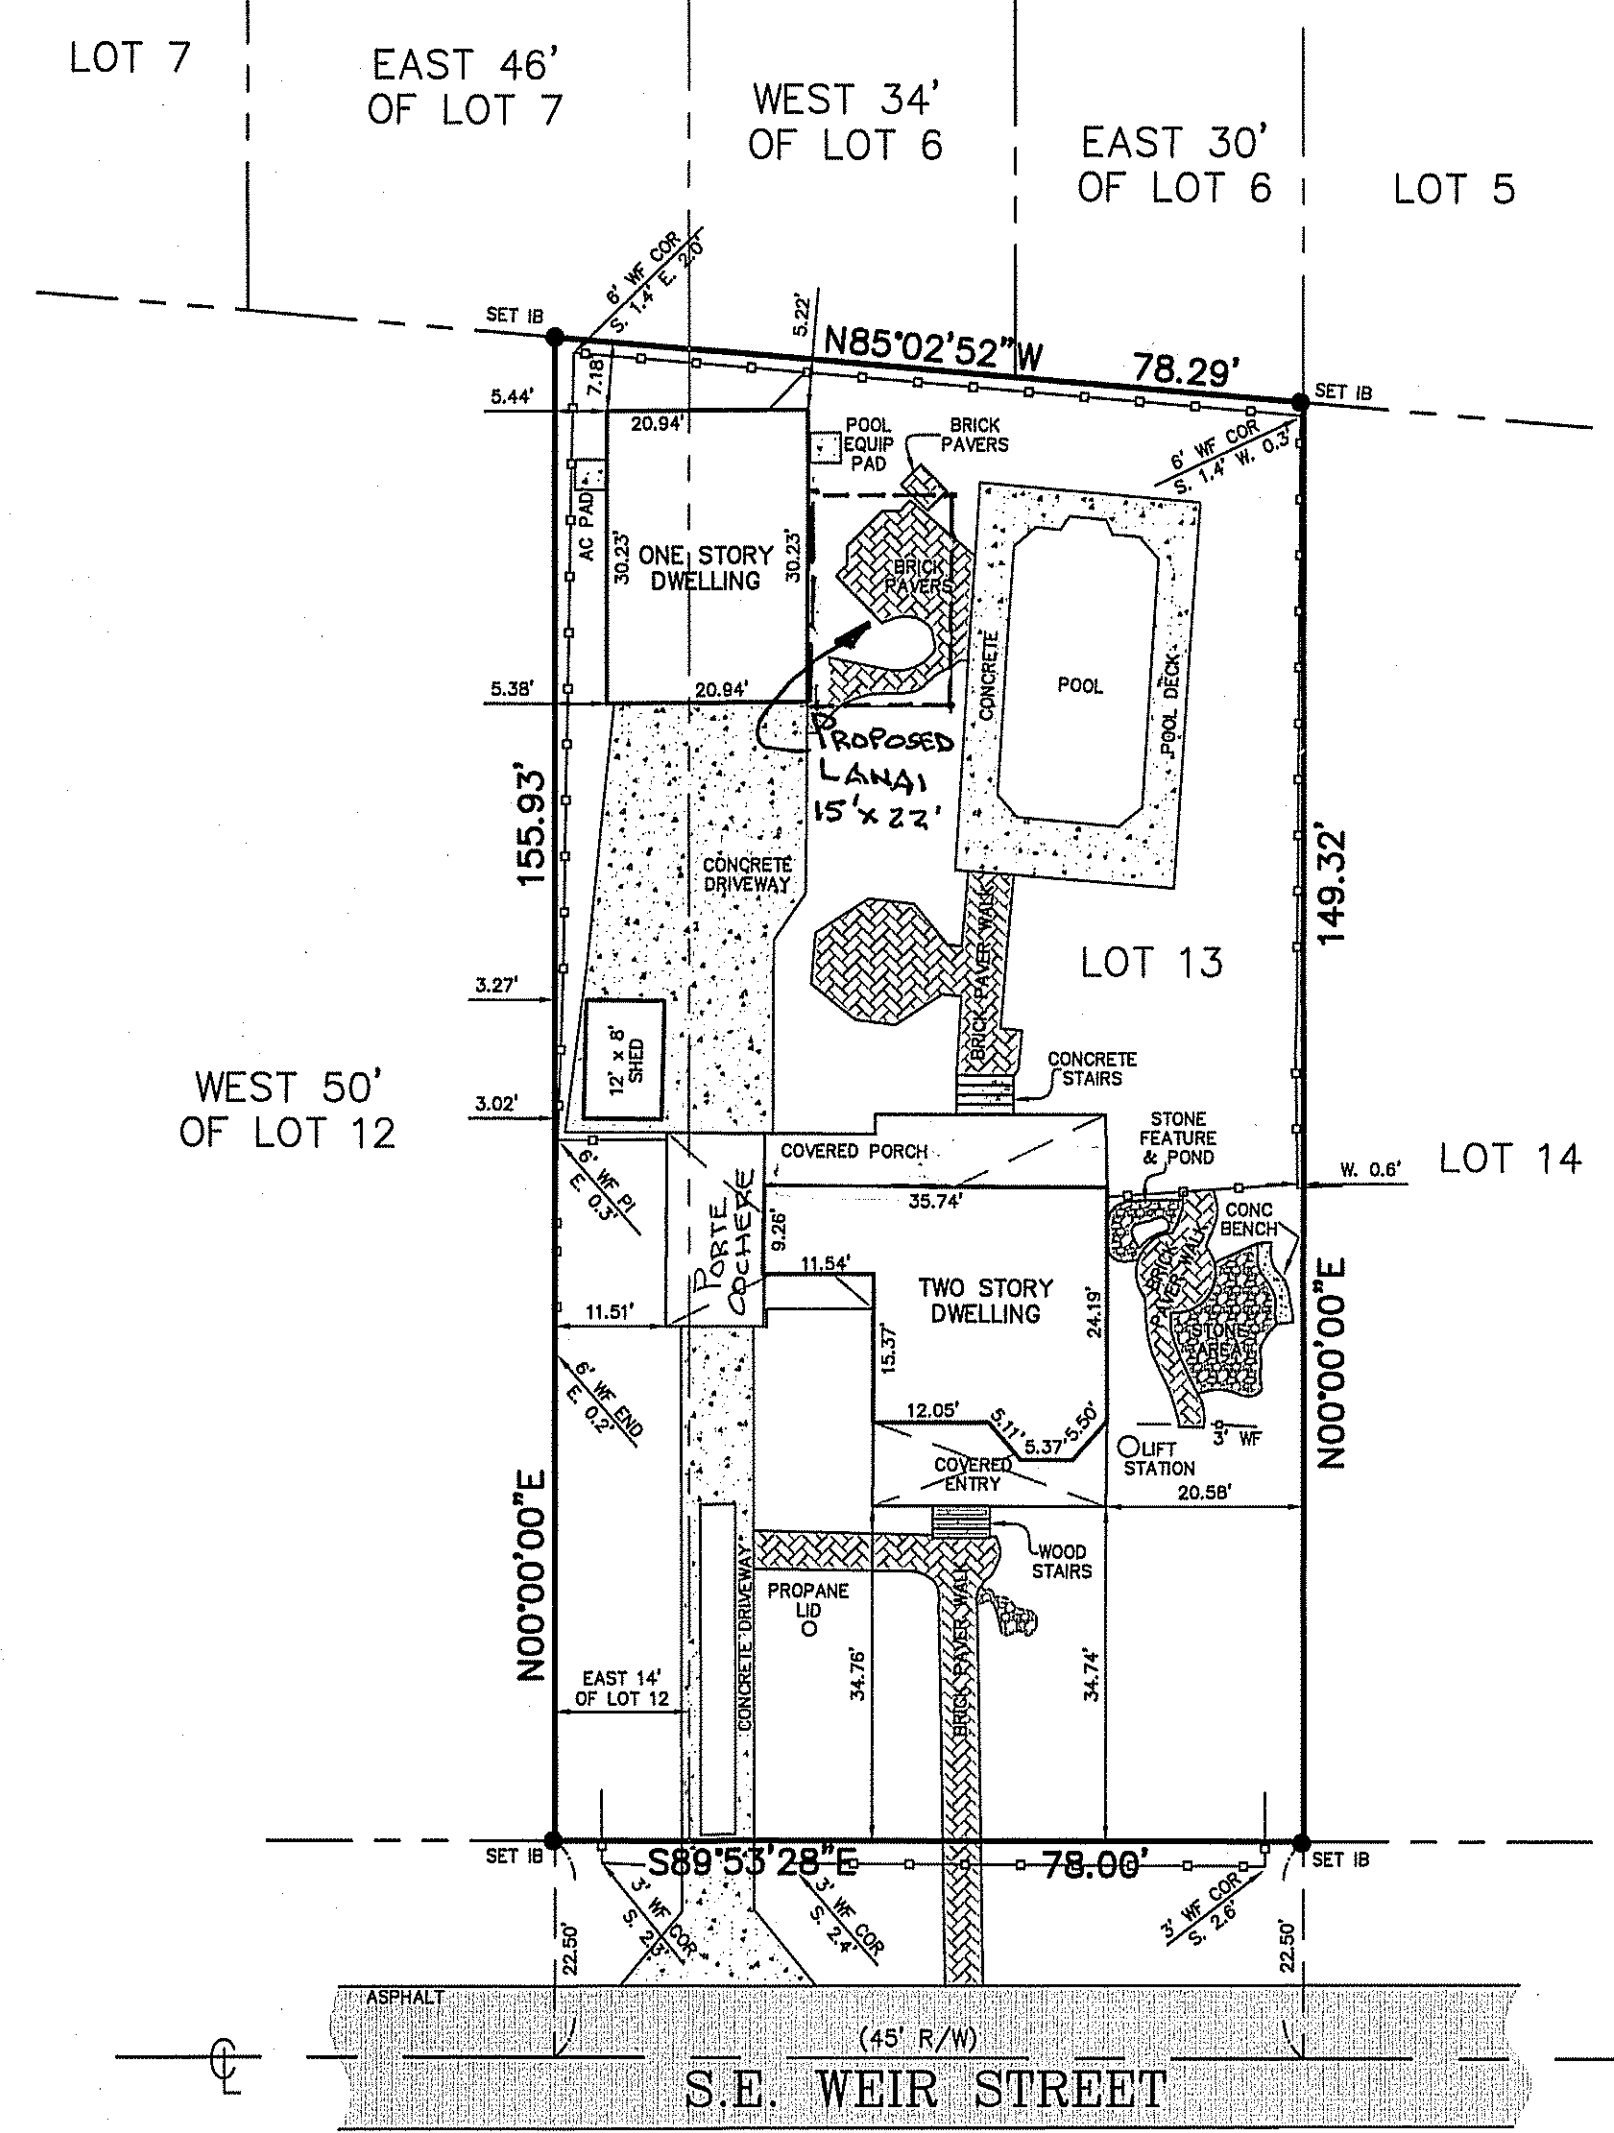 LOT 7
EAST 46'
OF LOT 7
WEST 34'
OF LOT 6
EAST 30'
OF LOT 6
LOT 5
6' WF COR
S. 1.4' E. 2.0'
SET IB
5.22'
N85°02'52"W
78.29'
SET IB
7.18'
5.44'
20.94'
POOL
EQUIP
PAD
BRICK
PAVERS
6' WF COR
S. 1.4' W. 0.3'
AC PAD
30.23'
ONE STORY
DWELLING
30.23'
BRICK
PAVERS
CONCRETE
POOL
POOL DECK
5.38'
20.94'
PROPOSED
LANAI
15' x 22'
155.93'
149.32'
CONCRETE
DRIVEWAY
BRICK PAVER WALK
LOT 13
3.27'
12' x 8'
SHED
CONCRETE
STAIRS
WEST 50'
OF LOT 12
3.02'
STONE
FEATURE
& POND
COVERED PORCH
LOT 14
W. 0.6'
6' WF PI
E. 0.3'
PORTE
COCHERE
35.74'
9.26'
CONC
BENCH
BRICK
PAVER WALK
11.54'
TWO STORY
DWELLING
24.19'
11.51'
15.37'
STONE
AREA
N00°00'00"E
6' WF END
E. 0.2'
12.05'
5.11'
5.37'
5.50'
3' WF
LIFT
STATION
COVERED
ENTRY
20.58'
N00°00'00"E
WOOD
STAIRS
PROPANE
LID
CONCRETE DRIVEWAY
BRICK PAVER WALK
34.76'
34.74'
EAST 14'
OF LOT 12
SET IB
S89°53'28"E
78.00'
SET IB
3' WF COR
S. 2.3'
3' WF COR
S. 2.4'
3' WF COR
S. 2.6'
22.50'
22.50'
ASPHALT
(45' R/W)
CL
S.E. WEIR STREET